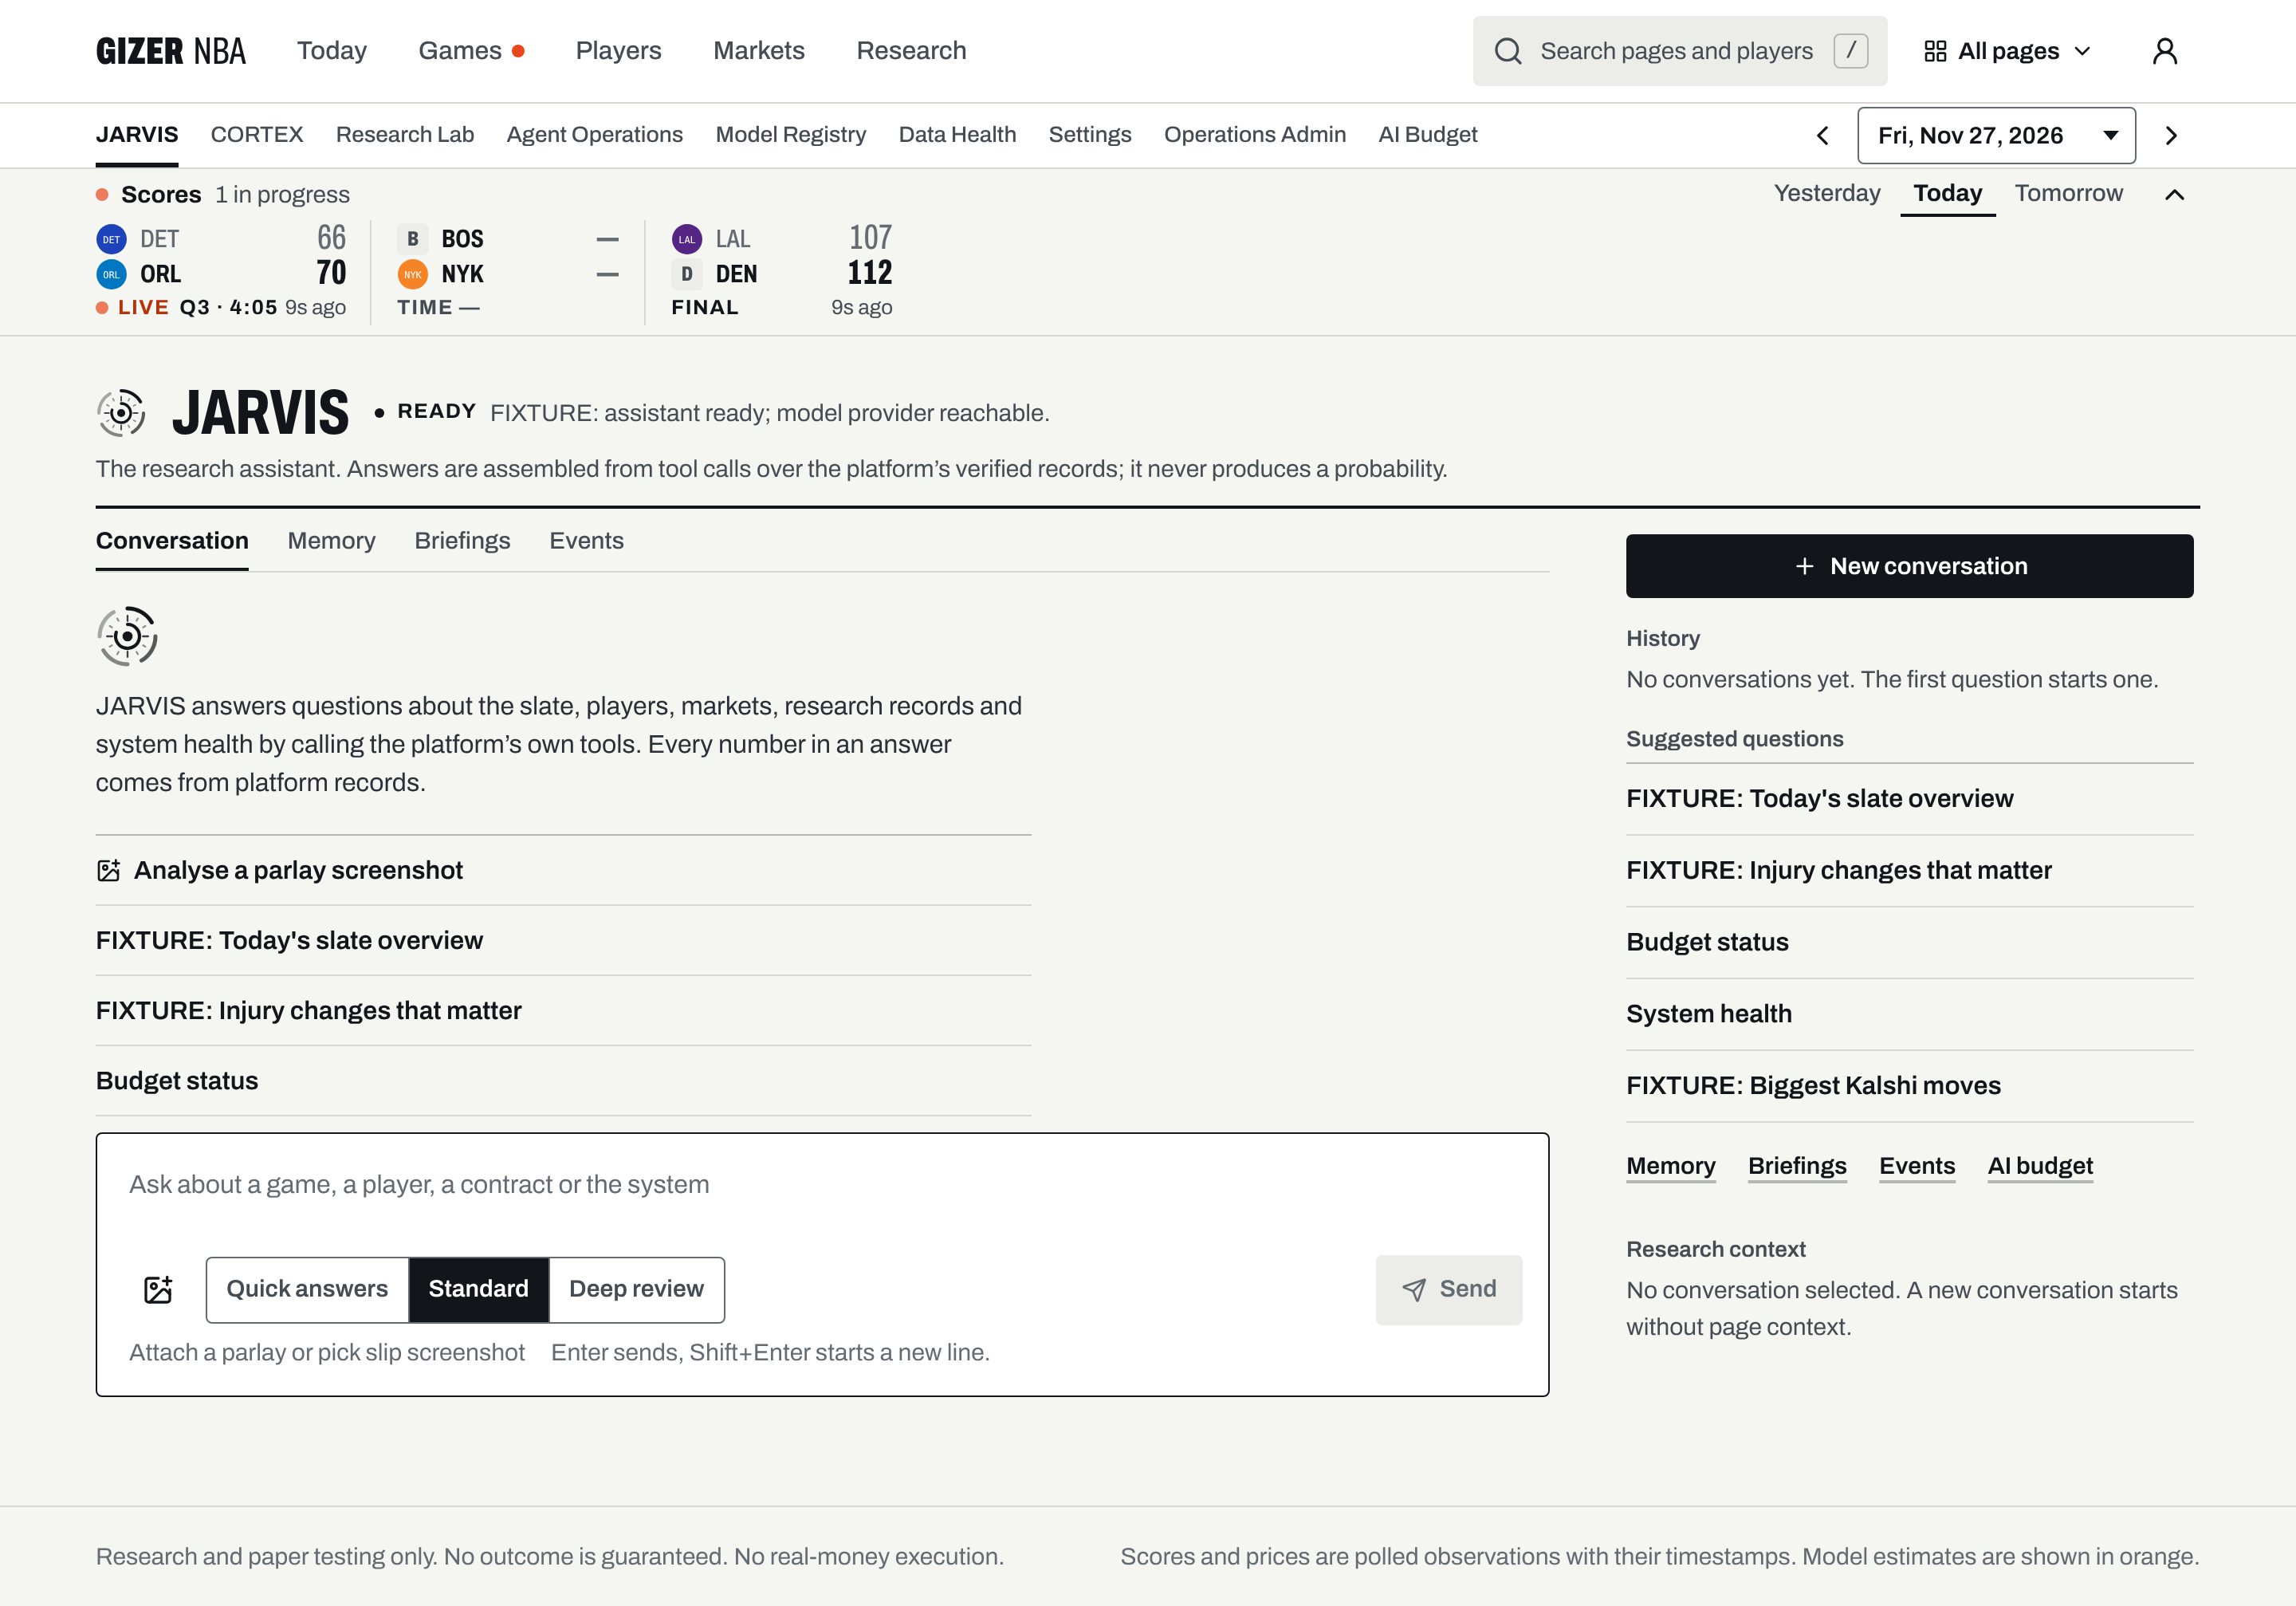 GIZER NBA Today Games Players Markets Research Search pages and players / All pages
JARVIS CORTEX Research Lab Agent Operations Model Registry Data Health Settings Operations Admin AI Budget Fri, Nov 27, 2026
Scores 1 in progress Yesterday Today Tomorrow
DET DET 66
ORL ORL 70
LIVE Q3 · 4:05 9s ago
B BOS —
NYK NYK —
TIME —
LAL LAL 107
D DEN 112
FINAL 9s ago
JARVIS • READY FIXTURE: assistant ready; model provider reachable.
The research assistant. Answers are assembled from tool calls over the platform’s verified records; it never produces a probability.
Conversation Memory Briefings Events
JARVIS answers questions about the slate, players, markets, research records and
system health by calling the platform’s own tools. Every number in an answer
comes from platform records.
Analyse a parlay screenshot
FIXTURE: Today's slate overview
FIXTURE: Injury changes that matter
Budget status
Ask about a game, a player, a contract or the system
Quick answers Standard Deep review Send
Attach a parlay or pick slip screenshot Enter sends, Shift+Enter starts a new line.
+ New conversation
History
No conversations yet. The first question starts one.
Suggested questions
FIXTURE: Today's slate overview
FIXTURE: Injury changes that matter
Budget status
System health
FIXTURE: Biggest Kalshi moves
Memory Briefings Events AI budget
Research context
No conversation selected. A new conversation starts
without page context.
Research and paper testing only. No outcome is guaranteed. No real-money execution. Scores and prices are polled observations with their timestamps. Model estimates are shown in orange.